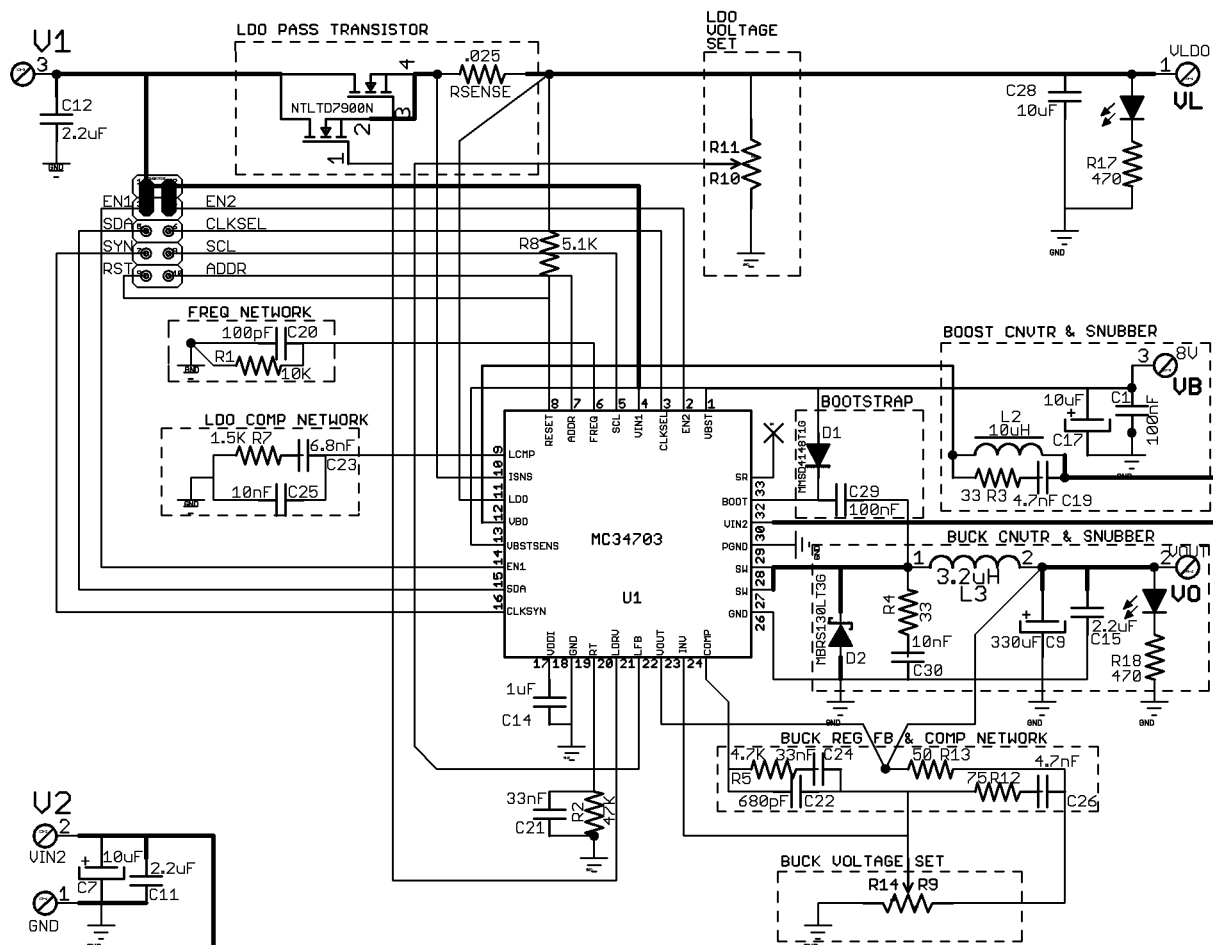 LDO PASS TRANSISTOR
LDO
VOLTAGE
SET
V1
3
4
.025
RSENSE
NTLTD7900N
3
2
1
C12
2.2uF
GND
VLDO
1
VL
C28
10uF
R17
470
GND
R11
R10
EN1
EN2
SDA
CLKSEL
SYN
SCL
RST
ADDR
R8
5.1K
FREQ NETWORK
100pF
C20
R1
10K
GND
BOOST CNVTR & SNUBBER
3
8V
VB
10uF
C1
100nF
C17
GND
L2
10uH
33 R3
4.7nF
C19
LDO COMP NETWORK
1.5K R7
6.8nF
C23
10nF
C25
GND
BOOTSTRAP
D1
MMSD4148T1G
C29
100nF
8 7 6 5 4 3 2 1
RESET
ADDR
FREQ
SCL
VIN1
CLKSEL
EN2
VBST
9 LCMP
10 ISNS
11 LDO
12 VBD
13 VBSTSENS
14 EN1
15 SDA
16 CLKSYN
MC34703
U1
SR 33
BOOT 32
VIN2
PGND 30
SW 29
SW 28
GND 27
26
VDDI
GND
RT
LDRV
LFB
VOUT
INV
COMP
17 18 19 20 21 22 23 24
GND
BUCK CNVTR & SNUBBER
1
3.2uH
L3
2
2
VOUT
VO
MBRS130LT3G
D2
R4
33
10nF
C30
330uF
C9
2.2uF
C15
R18
470
GND
GND
GND
1uF
C14
GND
33nF
C21
R2
47K
GND
BUCK REG FB & COMP NETWORK
4.7K
33nF
C24
50 R13
4.7nF
R5
680pF
C22
75
R12
C26
BUCK VOLTAGE SET
R14
R9
V2
2
VIN2
10uF
C7
2.2uF
C11
1
GND